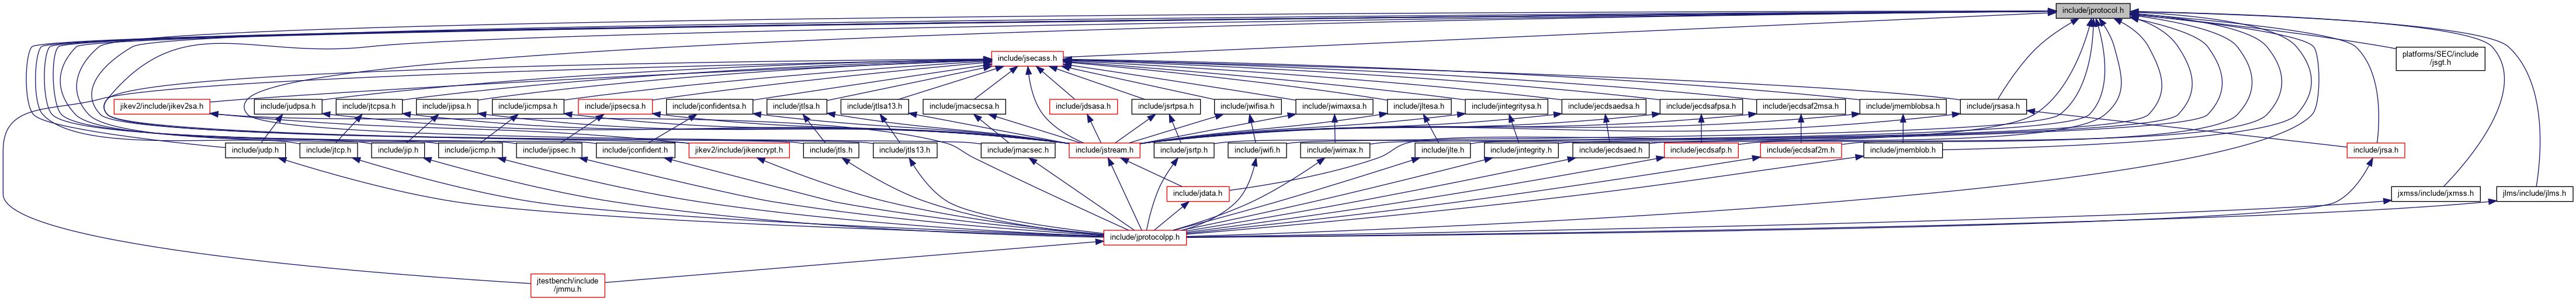 include/jprotocol.h
platforms/SEC/include
/jsgt.h
include/jsecass.h
jikev2/include/jikev2sa.h
include/judpsa.h
include/jtcpsa.h
include/jipsa.h
include/jicmpsa.h
include/jipsecsa.h
include/jconfidentsa.h
include/jtlsa.h
include/jtlsa13.h
include/jmacsecsa.h
include/jdsasa.h
include/jsrtpsa.h
include/jwifisa.h
include/jwimaxsa.h
include/jltesa.h
include/jintegritysa.h
include/jecdsaedsa.h
include/jecdsafpsa.h
include/jecdsaf2msa.h
include/jmemblobsa.h
include/jrsasa.h
include/judp.h
include/jtcp.h
include/jip.h
include/jicmp.h
include/jipsec.h
include/jconfident.h
jikev2/include/jikencrypt.h
include/jtls.h
include/jtls13.h
include/jmacsec.h
include/jstream.h
include/jsrtp.h
include/jwifi.h
include/jwimax.h
include/jlte.h
include/jintegrity.h
include/jecdsaed.h
include/jecdsafp.h
include/jecdsaf2m.h
include/jmemblob.h
include/jrsa.h
include/jdata.h
jxmss/include/jxmss.h
jlms/include/jlms.h
include/jprotocolpp.h
jtestbench/include
/jmmu.h